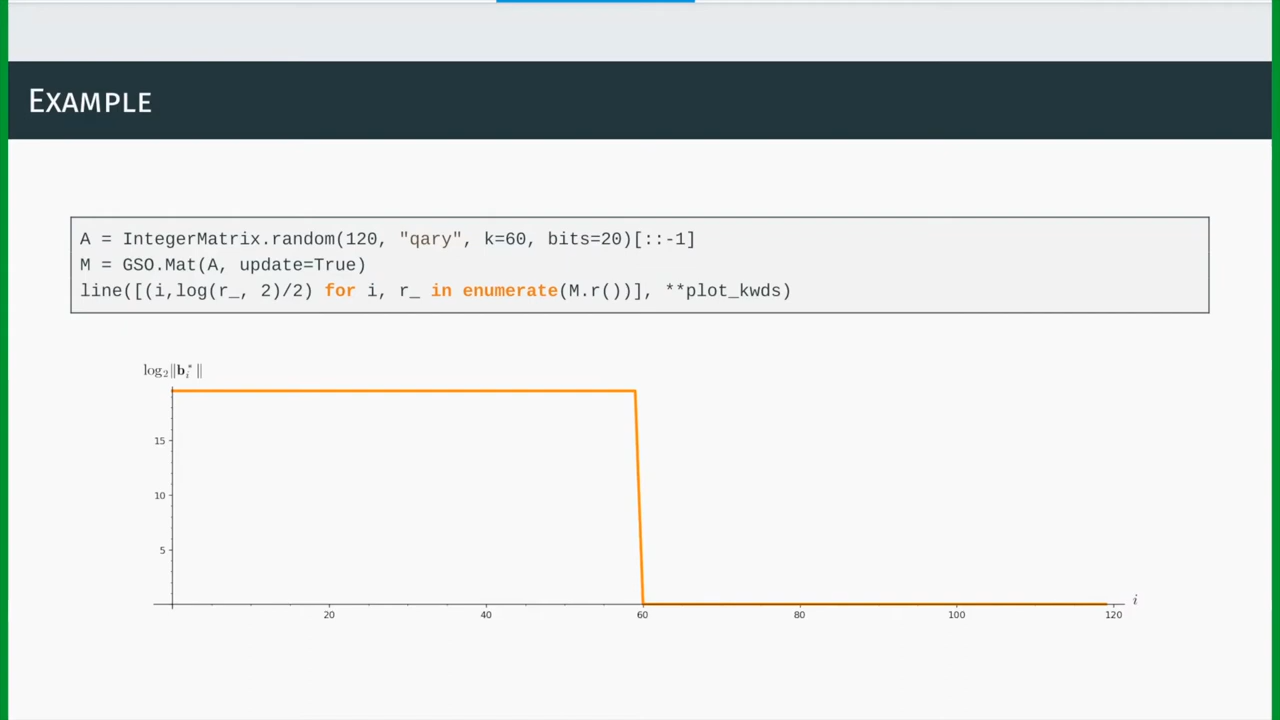 EXAMPLE
A = IntegerMatrix.random(120, "qary", k=60, bits=20)[::-1]
M = GSO.Mat(A, update=True)
line([(i,log(r_, 2)/2) for i, r_ in enumerate(M.r())], **plot_kwds)
log₂‖b*ᵢ‖
15
10
5
i
20 40 60 80 100 120